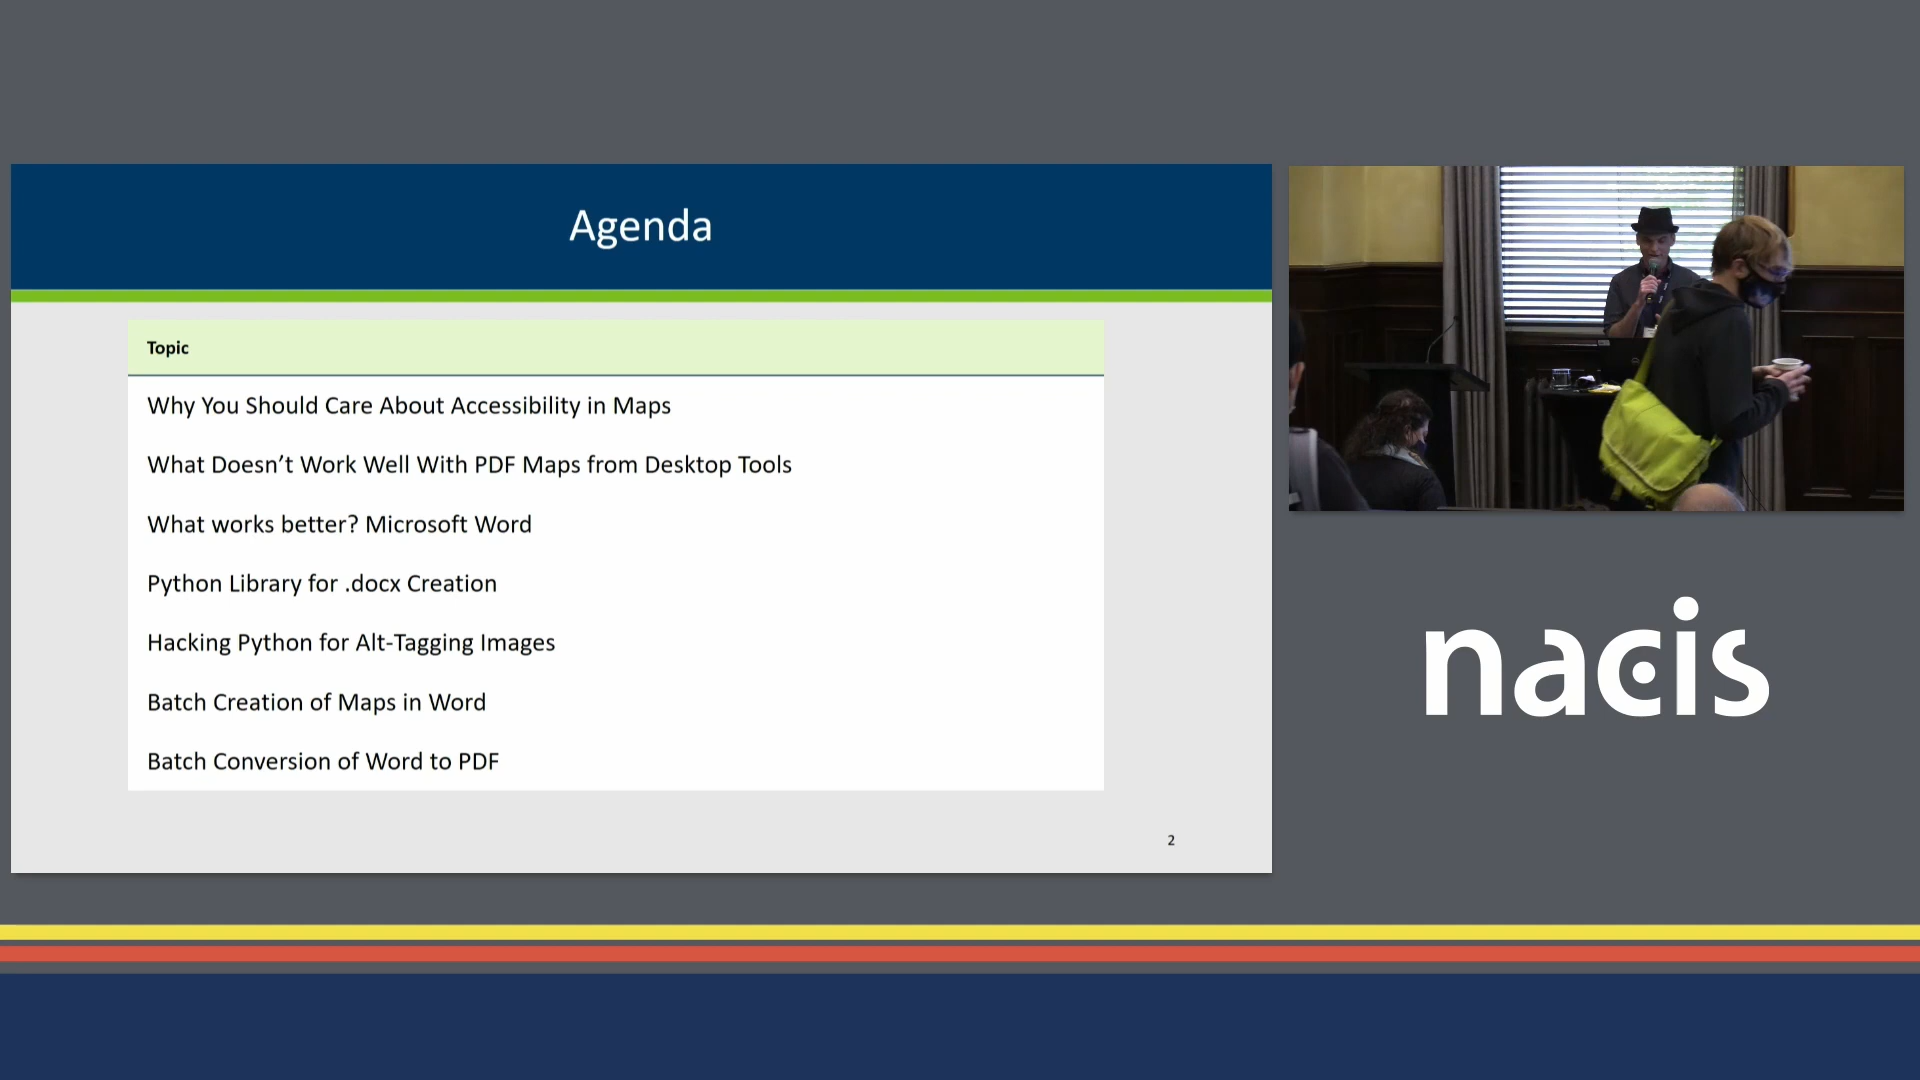 Agenda
Topic
Why You Should Care About Accessibility in Maps
What Doesn’t Work Well With PDF Maps from Desktop Tools
What works better? Microsoft Word
Python Library for .docx Creation
Hacking Python for Alt-Tagging Images
Batch Creation of Maps in Word
Batch Conversion of Word to PDF
2
nacis